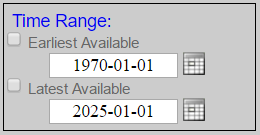 Time Range:
Earliest Available
1970-01-01
Latest Available
2025-01-01